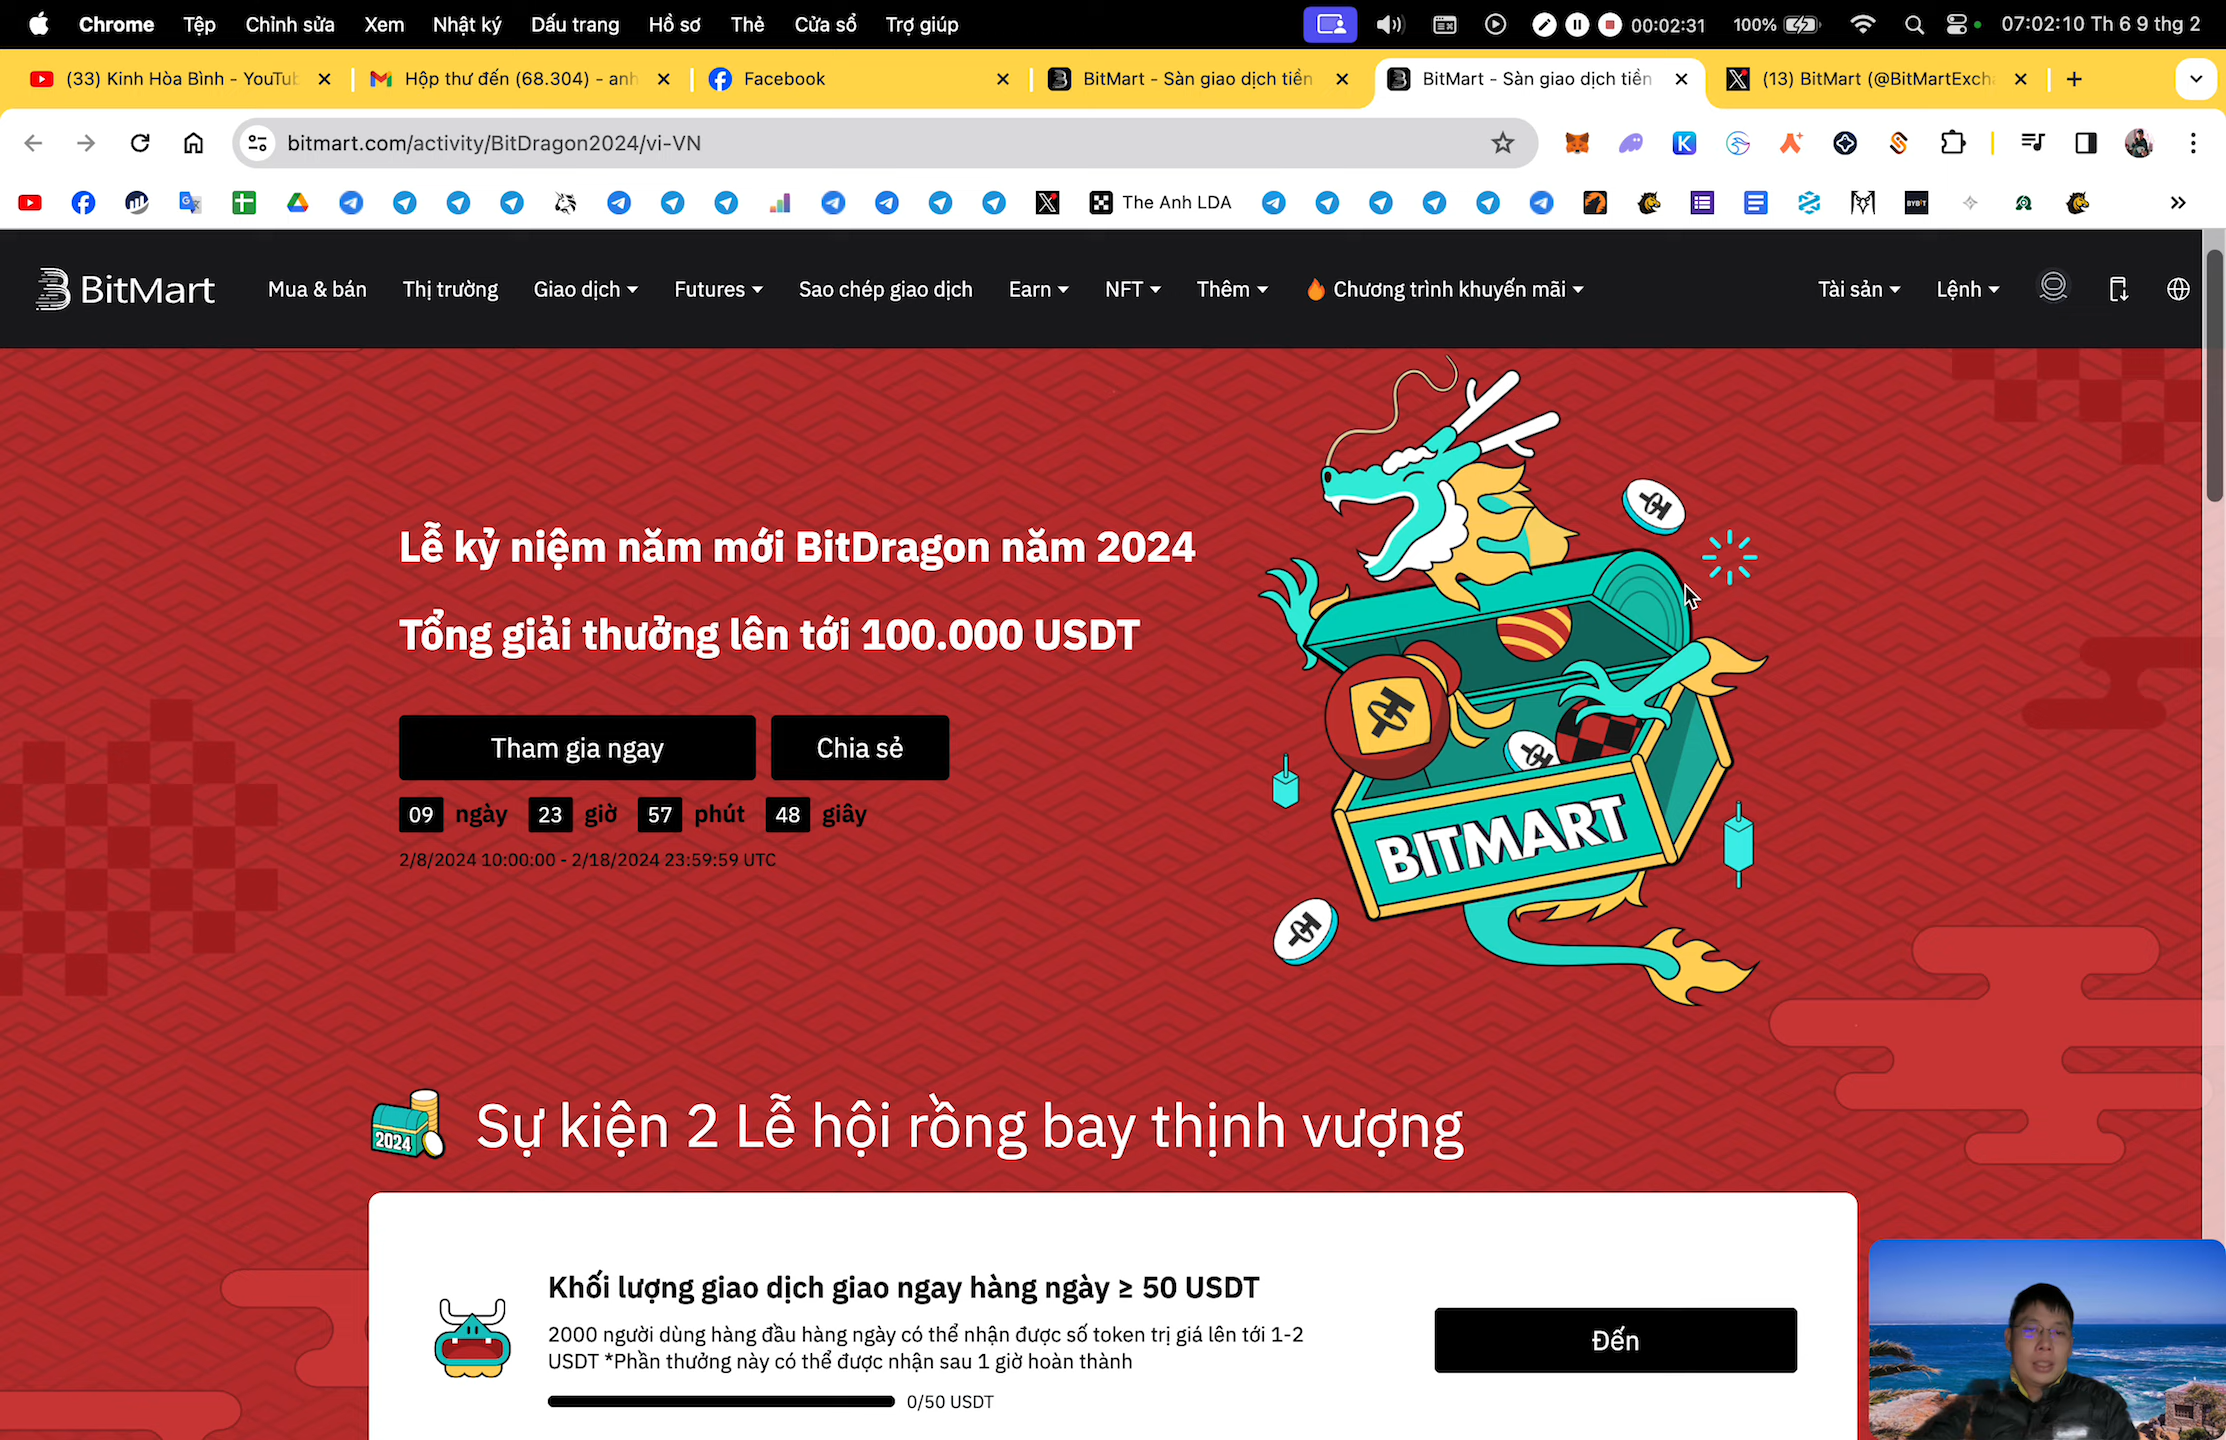 Chrome Tệp Chỉnh sửa Xem Nhật ký Dấu trang Hồ sơ Thẻ Cửa sổ Trợ giúp 00:02:31 100% 07:02:10 Th 6 9 thg 2
(33) Kinh Hòa Bình - YouTub Hộp thư đến (68.304) - anh Facebook BitMart - Sàn giao dịch tiền BitMart - Sàn giao dịch tiền (13) BitMart (@BitMartExcha
bitmart.com/activity/BitDragon2024/vi-VN
The Anh LDA
BitMart Mua & bán Thị trường Giao dịch Futures Sao chép giao dịch Earn NFT Thêm Chương trình khuyến mãi Tài sản Lệnh
Lễ kỷ niệm năm mới BitDragon năm 2024
Tổng giải thưởng lên tới 100.000 USDT
Tham gia ngay Chia sẻ
09 ngày 23 giờ 57 phút 48 giây
2/8/2024 10:00:00 - 2/18/2024 23:59:59 UTC
BITMART
2024 Sự kiện 2 Lễ hội rồng bay thịnh vượng
Khối lượng giao dịch giao ngay hàng ngày ≥ 50 USDT
2000 người dùng hàng đầu hàng ngày có thể nhận được số token trị giá lên tới 1-2
USDT *Phần thưởng này có thể được nhận sau 1 giờ hoàn thành
0/50 USDT
Đến